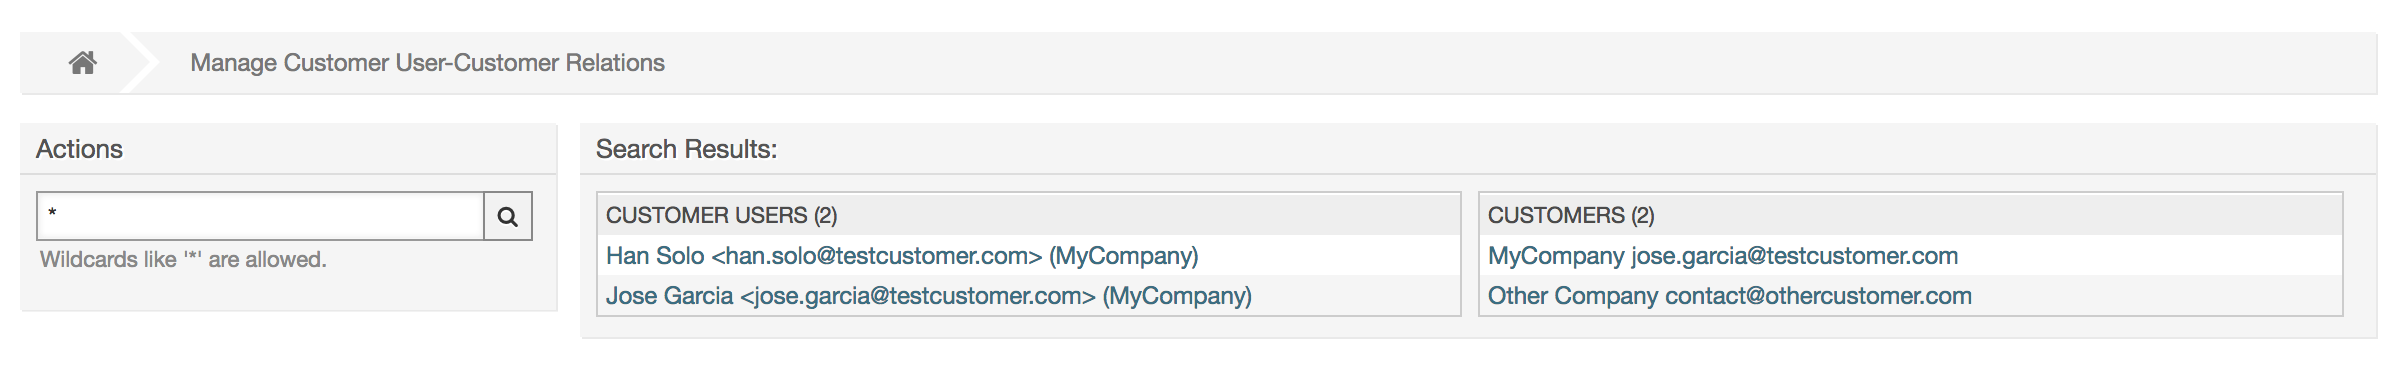 Manage Customer User-Customer Relations
Actions
*
Wildcards like '*' are allowed.
Search Results:
CUSTOMER USERS (2)
Han Solo <han.solo@testcustomer.com> (MyCompany)
Jose Garcia <jose.garcia@testcustomer.com> (MyCompany)
CUSTOMERS (2)
MyCompany jose.garcia@testcustomer.com
Other Company contact@othercustomer.com